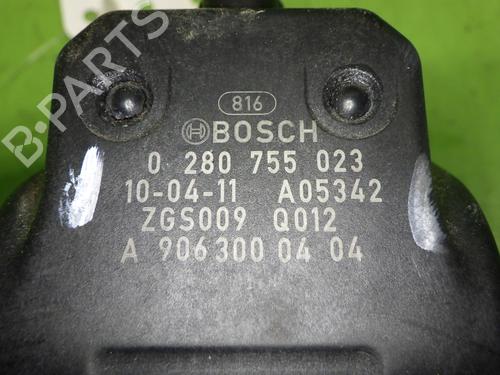 816
BOSCH
0 280 755 023
10-04-11 A05342
ZGS009 Q012
A 906 300 04 04
B-PARTS